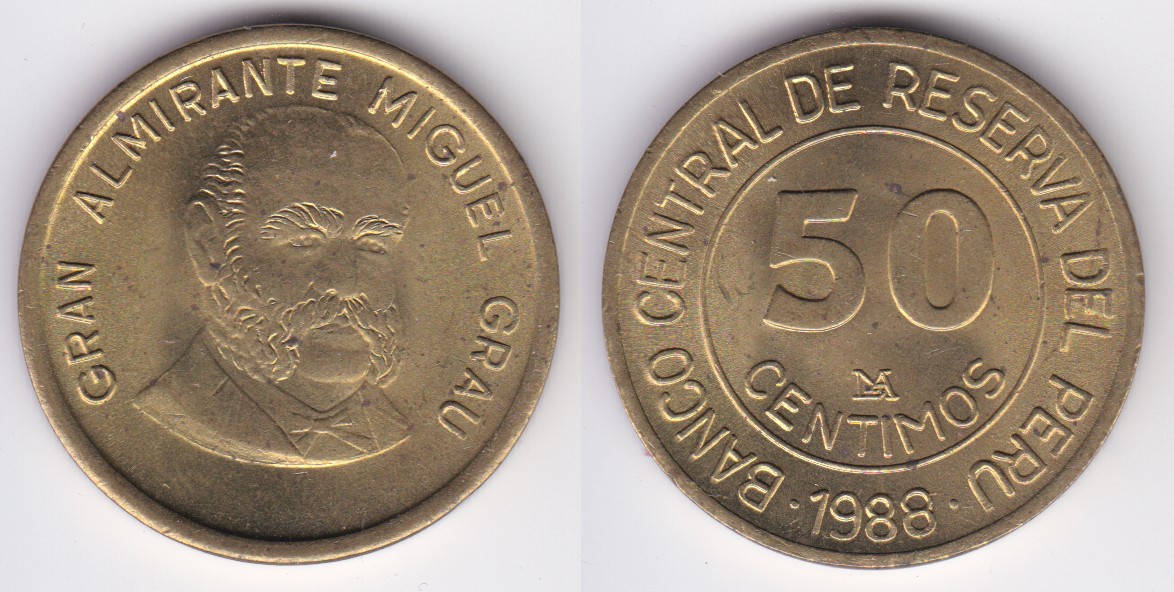 GRAN ALMIRANTE MIGUEL GRAU
BANCO CENTRAL DE RESERVA DEL PERU
50
CENTIMOS
· 1988 ·